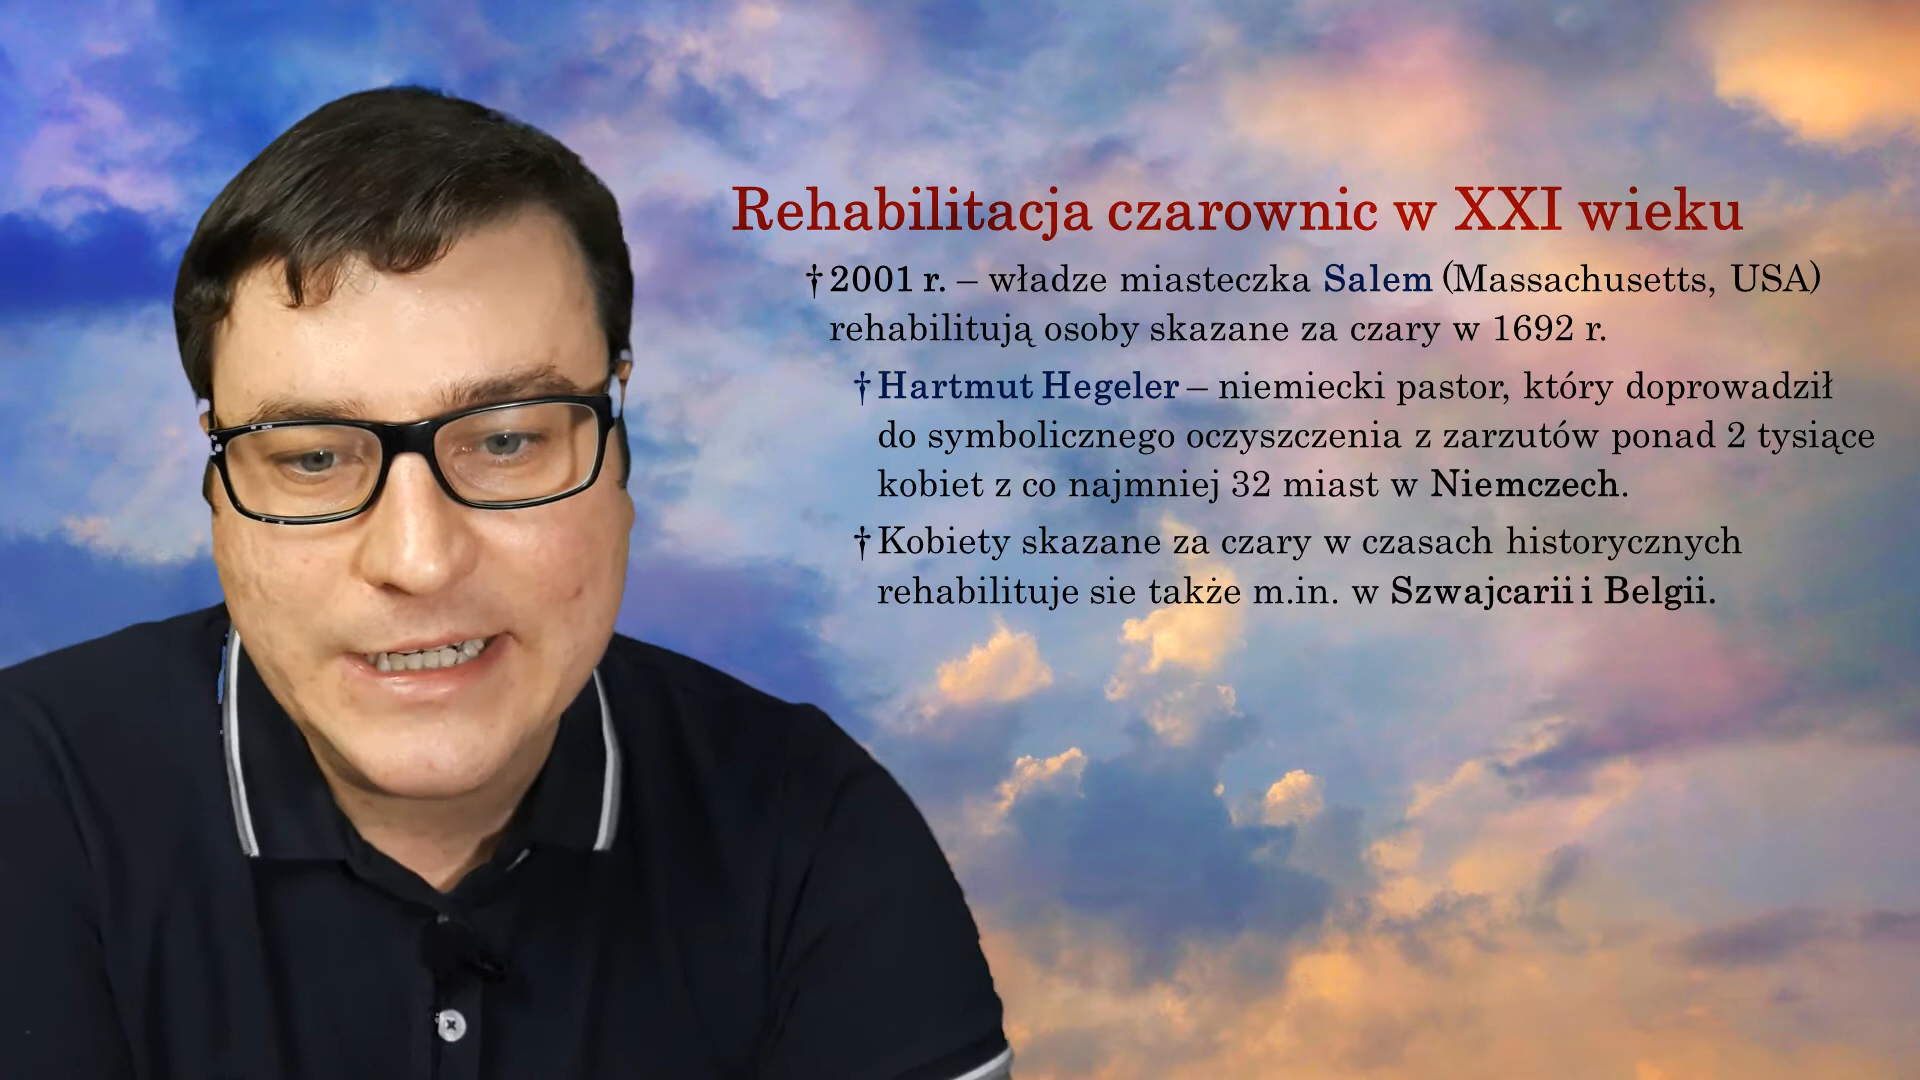 Rehabilitacja czarownic w XXI wieku
†2001 r. – władze miasteczka Salem (Massachusetts, USA)
rehabilitują osoby skazane za czary w 1692 r.
†Hartmut Hegeler – niemiecki pastor, który doprowadził
do symbolicznego oczyszczenia z zarzutów ponad 2 tysiące
kobiet z co najmniej 32 miast w Niemczech.
†Kobiety skazane za czary w czasach historycznych
rehabilituje sie także m.in. w Szwajcarii i Belgii.